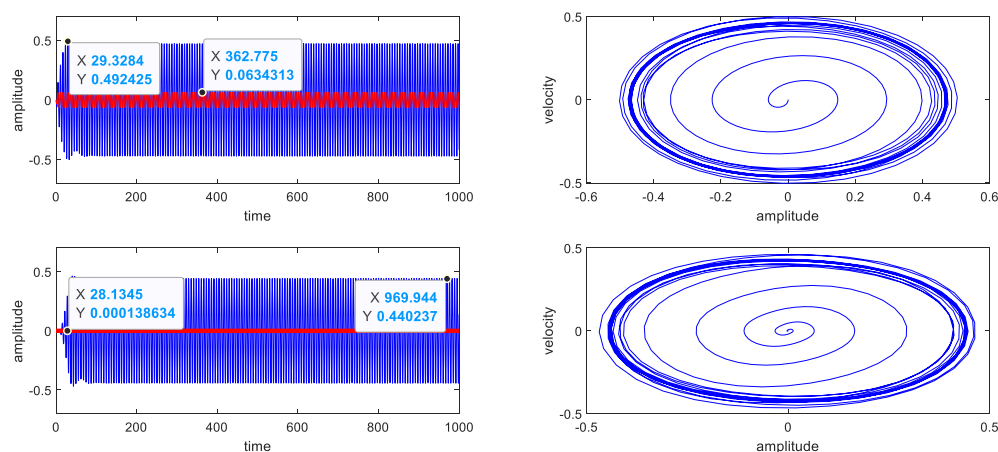 0.5
0
-0.5
amplitude
X 29.3284
Y 0.492425
X 362.775
Y 0.0634313
0 200 400 600 800 1000
time
0.5
0
-0.5
velocity
-0.6 -0.4 -0.2 0 0.2 0.4 0.6
amplitude
0.5
0
-0.5
amplitude
X 28.1345
Y 0.000138634
X 969.944
Y 0.440237
0 200 400 600 800 1000
time
0.5
0
-0.5
velocity
-0.5 0 0.5
amplitude